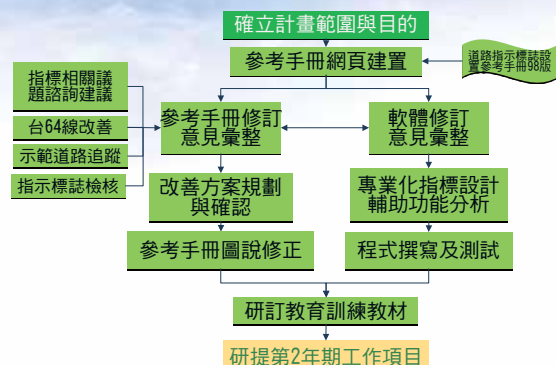 確立計畫範圍與目的
參考手冊網頁建置
道路指示標誌設
置參考手冊98版
指標相關議
題諮詢建議
台64線改善
示範道路追蹤
指示標誌檢核
參考手冊修訂
意見彙整
軟體修訂
意見彙整
改善方案規劃
與確認
專業化指標設計
輔助功能分析
參考手冊圖說修正
程式撰寫及測試
研訂教育訓練教材
研提第2年期工作項目